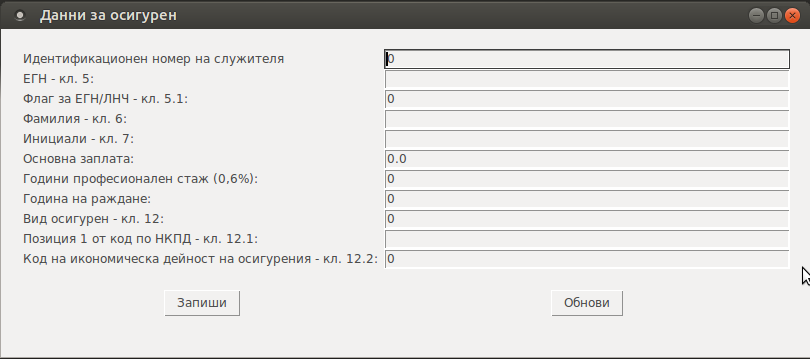 Данни за осигурен
Идентификационен номер на служителя 0
ЕГН - кл. 5:
Флаг за ЕГН/ЛНЧ - кл. 5.1: 0
Фамилия - кл. 6:
Инициали - кл. 7:
Основна заплата: 0.0
Години професионален стаж (0,6%): 0
Година на раждане: 0
Вид осигурен - кл. 12: 0
Позиция 1 от код по НКПД - кл. 12.1:
Код на икономическа дейност на осигурения - кл. 12.2: 0
Запиши Обнови